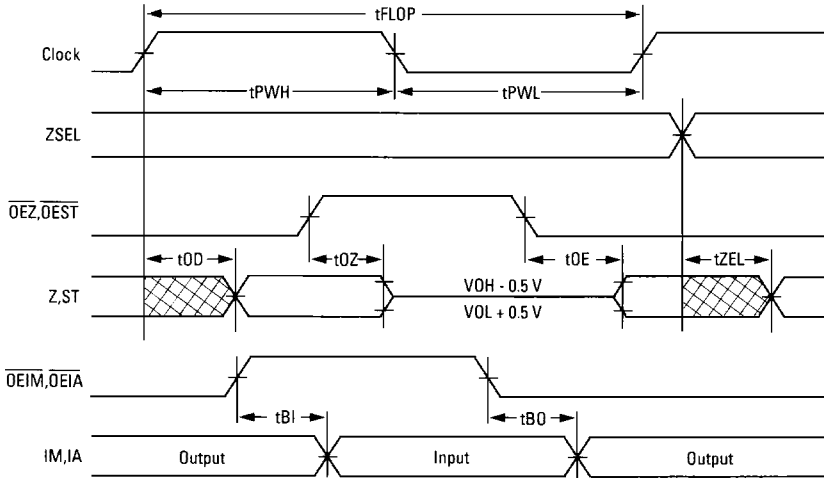 tFLOP
Clock
tPWH
tPWL
ZSEL
OEZ,OEST
tOD
tOZ
tOE
tZEL
Z,ST
VOH - 0.5 V
VOL + 0.5 V
OEIM,OEIA
tBI
tBO
IM,IA
Output
Input
Output